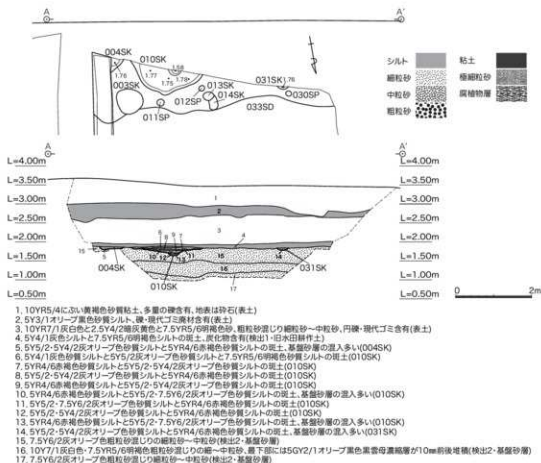 A
A'
004SK
010SK
1.58
1.76
1.77
1.75
1.78
003SK
013SK
014SK
012SP
011SP
031SK
1.76
030SP
033SD
シルト
細粒砂
中粒砂
粗粒砂
粘土
極細粒砂
腐植物層
A
A'
L=4.00m
L=3.50m
L=3.00m
L=2.50m
L=2.00m
L=1.50m
L=1.00m
L=0.50m
L=4.00m
L=3.50m
L=3.00m
L=2.50m
L=2.00m
L=1.50m
L=1.00m
L=0.50m
1
2
3
4
004SK
010SK
031SK
0
2m
1. 10YR5/4にぶい黄褐色砂質粘土、多量の礫含有、地表は砕石(表土)
2. 5Y3/1オリーブ黒色砂質シルト、礫・現代ゴミ廃材含有(表土)
3. 10YR7/1灰白色と2.5Y4/2暗灰黄色と7.5YR5/6明褐色砂、粗粒砂混じり細粒砂～中粒砂、円礫・現代ゴミ含有(表土)
4. 5Y4/1灰色シルトと7.5YR5/6褐色シルトの斑土、炭化物含有(検出1・旧水田耕作土)
5. 5Y5/2・5Y4/2灰オリーブ色砂質シルトと5YR4/6赤褐色砂質シルトの斑土、基盤砂層の混入多い(004SK)
6. 5Y4/1灰色砂質シルトと5Y5/2灰オリーブ色砂質シルトと7.5YR5/6明褐色シルトの斑土(010SK)
7. 5YR4/6赤褐色砂質シルトと5Y5/2・5Y4/2灰オリーブ色砂質シルトの斑土(010SK)
8. 5Y5/2・5Y4/2灰オリーブ色砂質シルトと5YR4/6赤褐色砂質シルトの斑土(010SK)
9. 5YR4/6赤褐色砂質シルトと5Y5/2・5Y4/2灰オリーブ色砂質シルトの斑土(010SK)
10. 5YR4/6赤褐色砂質シルトと5Y5/2・7.5Y6/2灰オリーブ色砂質シルトの斑土、基盤砂層の混入多い(010SK)
11. 5Y5/2・7.5Y6/2灰オリーブ色砂質シルトと5YR4/6赤褐色砂質シルトの斑土(010SK)
12. 5Y5/2・5Y4/2灰オリーブ色砂質シルトと5YR4/6赤褐色砂質シルトの斑土(010SK)
13. 5YR4/6赤褐色砂質シルトと5Y5/2・5Y4/2灰オリーブ色砂質シルトの斑土、基盤砂層の混入多い(010SK)
14. 5Y5/2・5Y4/2灰オリーブ色砂質シルトと5YR4/6赤褐色砂質シルトの斑土、基盤砂層の混入多い(031SK)
15. 7.5Y6/2灰オリーブ色粗粒砂混じりの細粒砂～中粒砂(検出2・基盤砂層)
16. 10Y7/1灰白色・7.5YR5/6明褐色粗粒砂混じりの細～中粒砂、最下部には5GY2/1オリーブ黒色黒雲母濃縮層が10㎜前後堆積(検出2・基盤砂層)
17. 7.5Y6/2灰オリーブ色粗粒砂混じり細粒砂～中粒砂(検出2・基盤砂層)